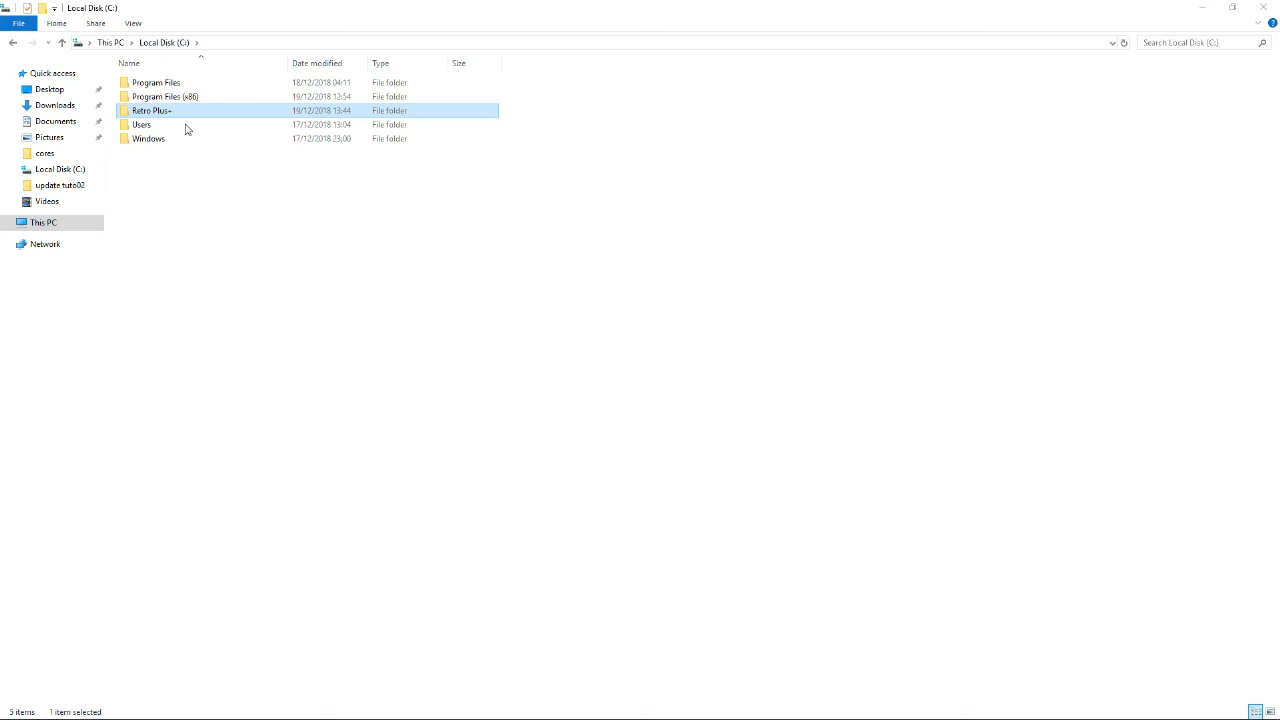 Local Disk (C:)
File Home Share View
This PC Local Disk (C:) Search Local Disk (C:)
Name Date modified Type Size
Quick access
Desktop
Downloads
Documents
Pictures
cores
Local Disk (C:)
update tuto02
Videos
This PC
Network
Program Files 18/12/2018 04:11 File folder
Program Files (x86) 19/12/2018 12:54 File folder
Retro Plus+ 19/12/2018 13:44 File folder
Users 17/12/2018 13:04 File folder
Windows 17/12/2018 23:00 File folder
5 items 1 item selected